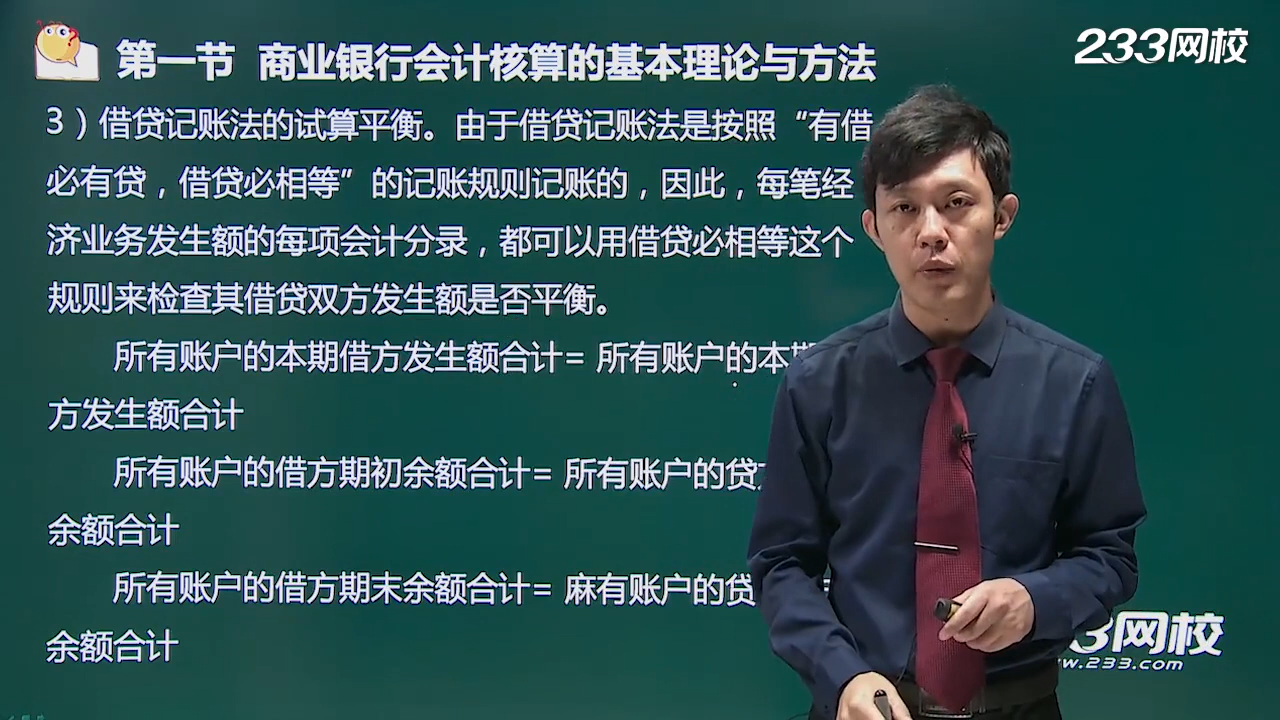 第一节 商业银行会计核算的基本理论与方法
233网校
3）借贷记账法的试算平衡。由于借贷记账法是按照“有借
必有贷，借贷必相等”的记账规则记账的，因此，每笔经
济业务发生额的每项会计分录，都可以用借贷必相等这个
规则来检查其借贷双方发生额是否平衡。
所有账户的本期借方发生额合计= 所有账户的本期
方发生额合计
所有账户的借方期初余额合计= 所有账户的贷方
余额合计
所有账户的借方期末余额合计= 麻有账户的贷
余额合计
3网校
w.233.com